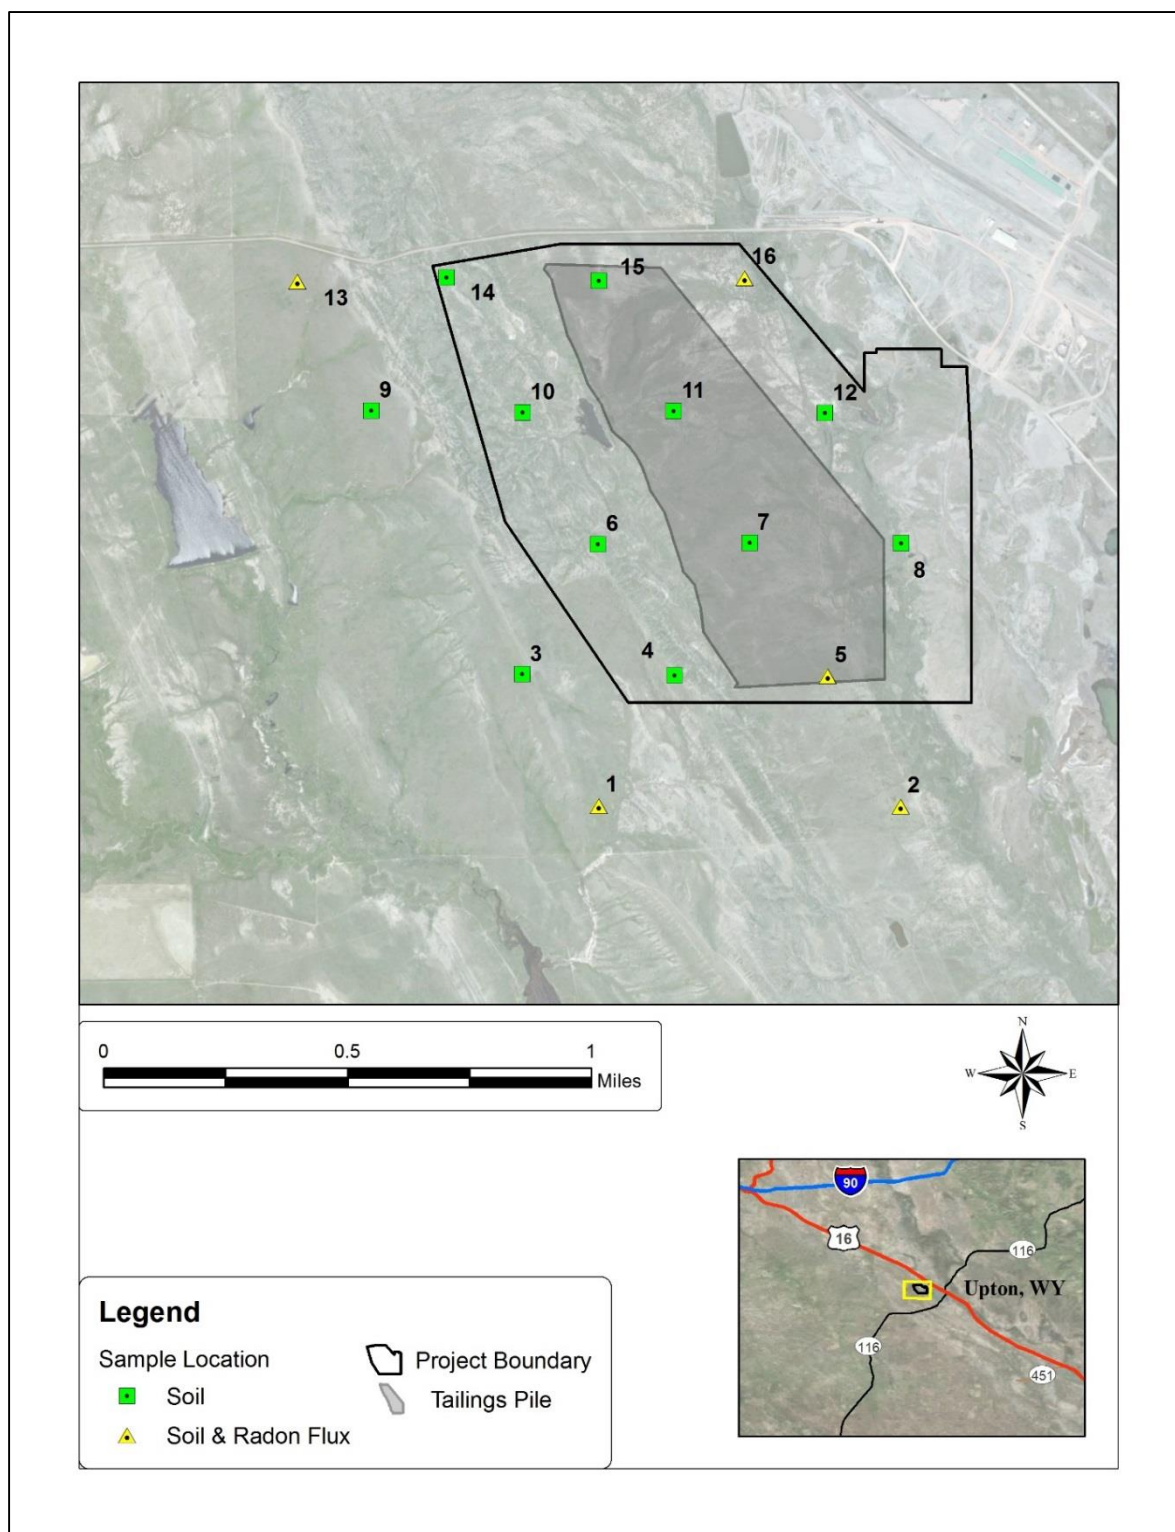 16
15
13
14
9
10
11
12
6
7
8
3
4
5
1
2
0 0.5 1
Miles
N
W E
S
90
16
116
Upton, WY
116
451
Legend
Sample Location
Soil
Soil & Radon Flux
Project Boundary
Tailings Pile